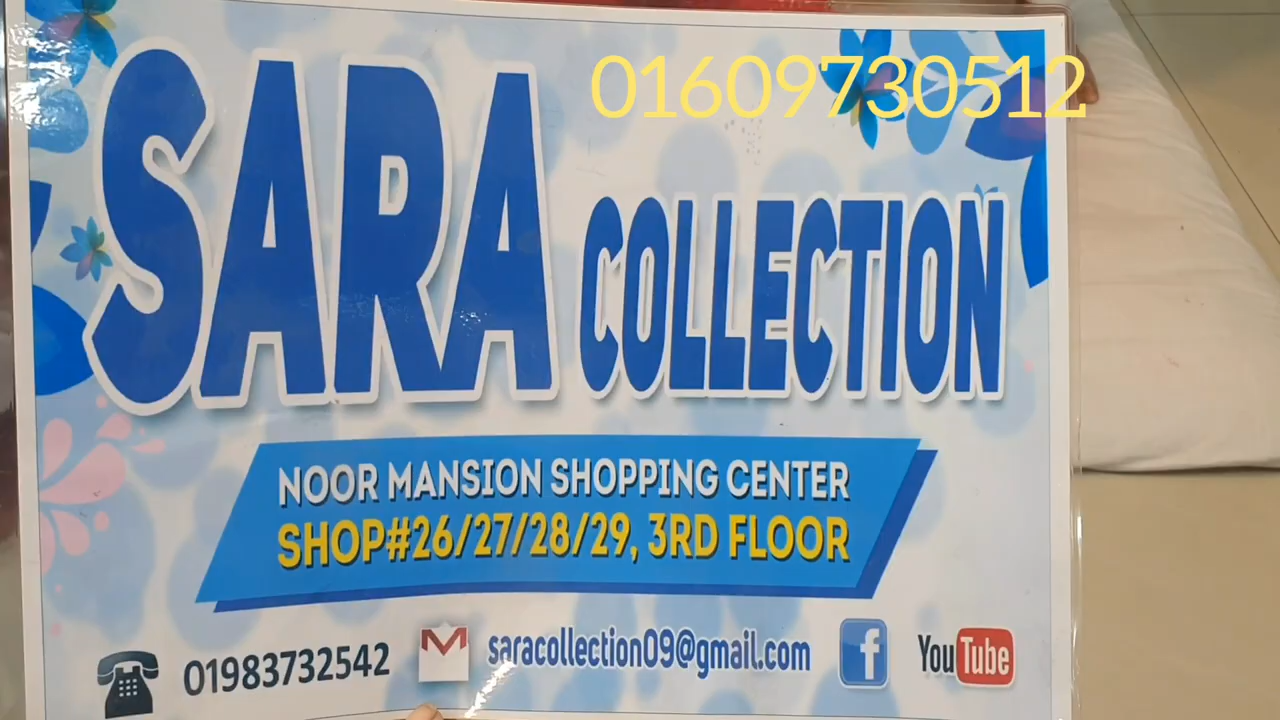 01609730512
SARA COLLECTION
NOOR MANSION SHOPPING CENTER
SHOP#26/27/28/29, 3RD FLOOR
01983732542 saracollection09@gmail.com f YouTube